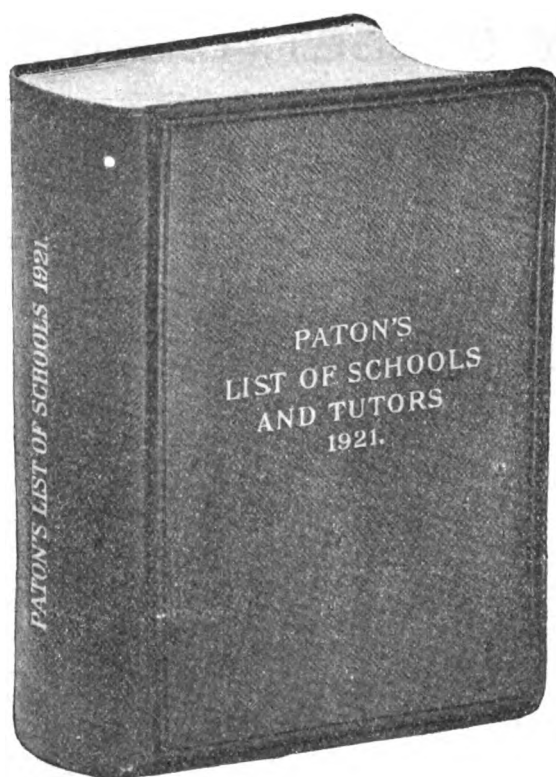 PATON'S LIST OF SCHOOLS 1921.
PATON'S
LIST OF SCHOOLS
AND TUTORS
1921.